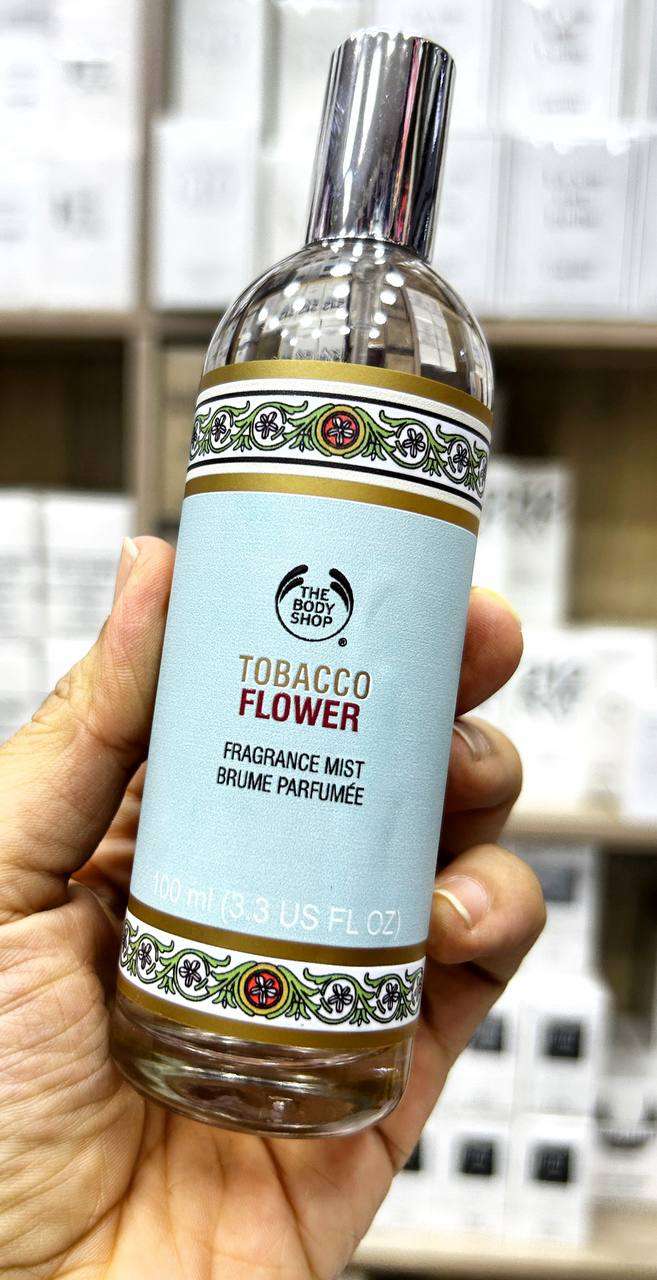 THE
BODY
SHOP
®
TOBACCO
FLOWER
FRAGRANCE MIST
BRUME PARFUMÉE
100 ml (3.3 US FL OZ)